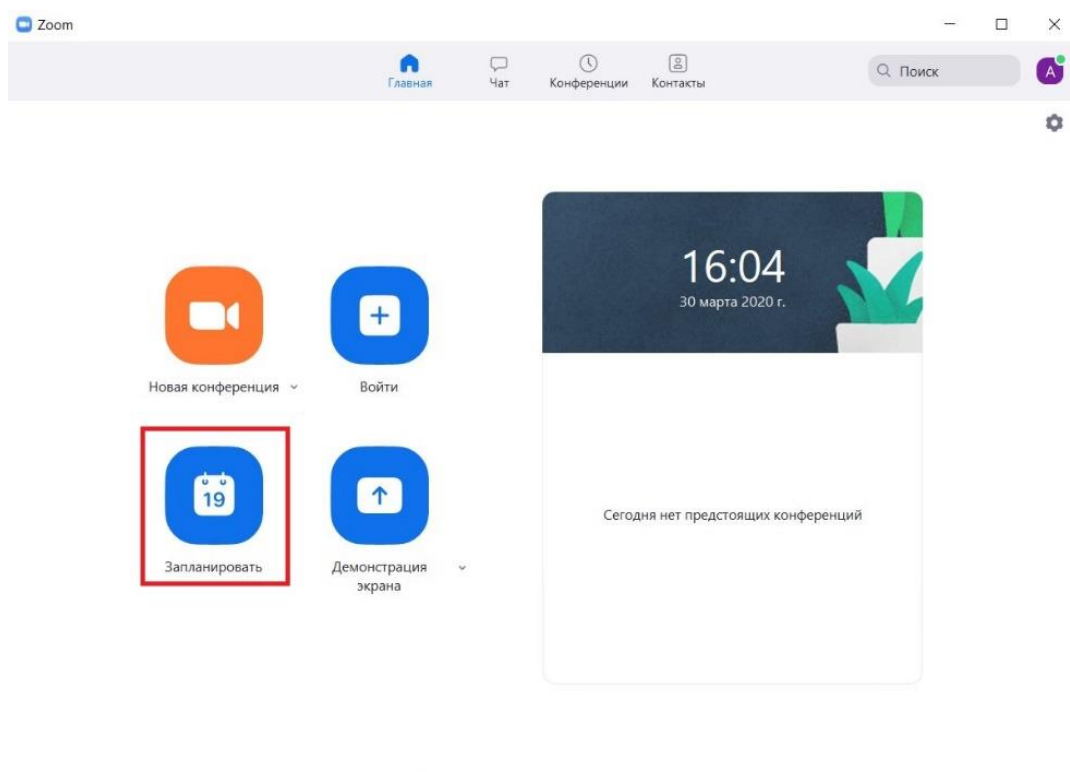 Zoom
Главная
Чат
Конференции
Контакты
Поиск
A
16:04
30 марта 2020 г.
Новая конференция
Войти
19
Запланировать
Демонстрация
экрана
Сегодня нет предстоящих конференций